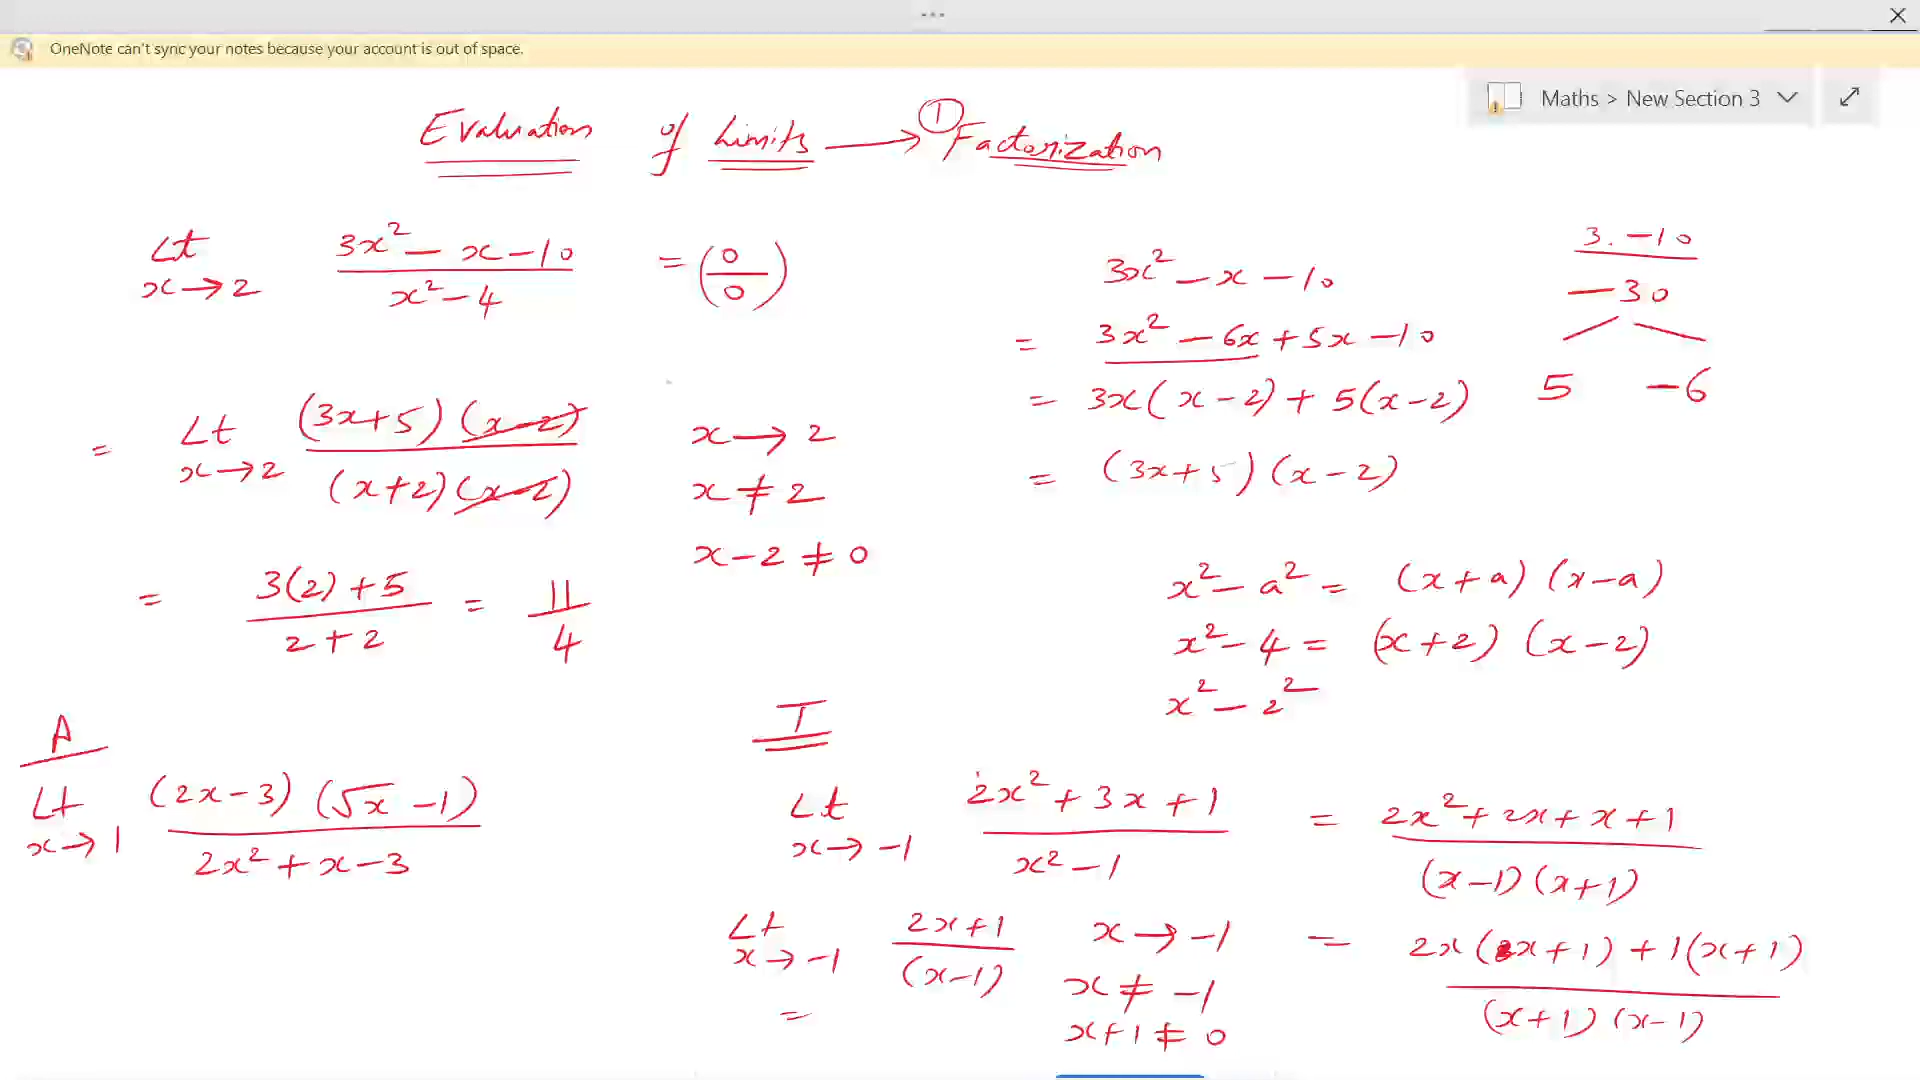 OneNote can't sync your notes because your account is out of space.
Maths > New Section 3
Evaluation of Limits → ① Factorization
Lt x→2 (3x² − x − 10)/(x² − 4) = (0/0)
= Lt x→2 (3x+5)(x−2)/(x+2)(x−2)
x → 2
x ≠ 2
x − 2 ≠ 0
= (3(2)+5)/(2+2) = 11/4
3x² − x − 10
= 3x² − 6x + 5x − 10
= 3x(x−2) + 5(x−2)
= (3x+5)(x−2)
3. −10
−30
5 −6
x² − a² = (x+a)(x−a)
x² − 4 = (x+2)(x−2)
x² − 2²
A
Lt x→1 (2x−3)(√x −1)/(2x² + x − 3)
I
Lt x→−1 (2x² + 3x + 1)/(x² − 1) = (2x² + 2x + x + 1)/(x−1)(x+1)
= (2x(x+1) + 1(x+1))/(x+1)(x−1)
Lt x→−1 (2x+1)/(x−1)
=
x → −1
x ≠ −1
x+1 ≠ 0